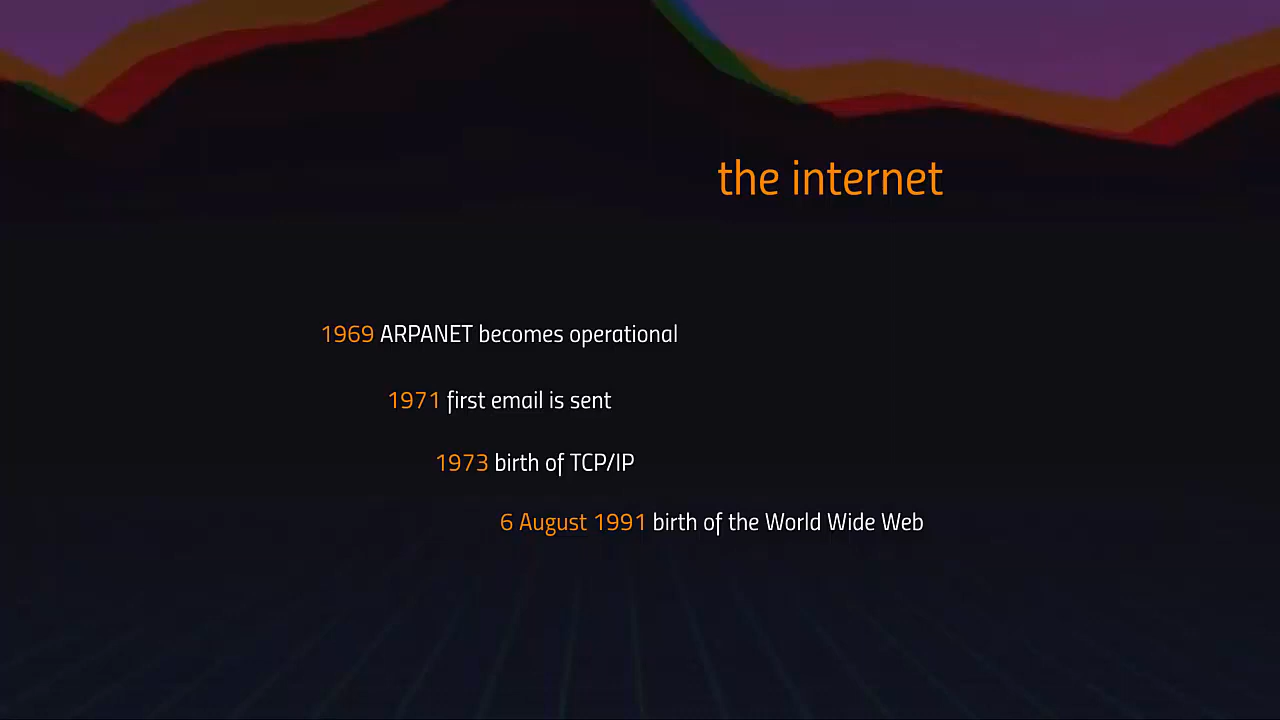 the internet
1969 ARPANET becomes operational
1971 first email is sent
1973 birth of TCP/IP
6 August 1991 birth of the World Wide Web